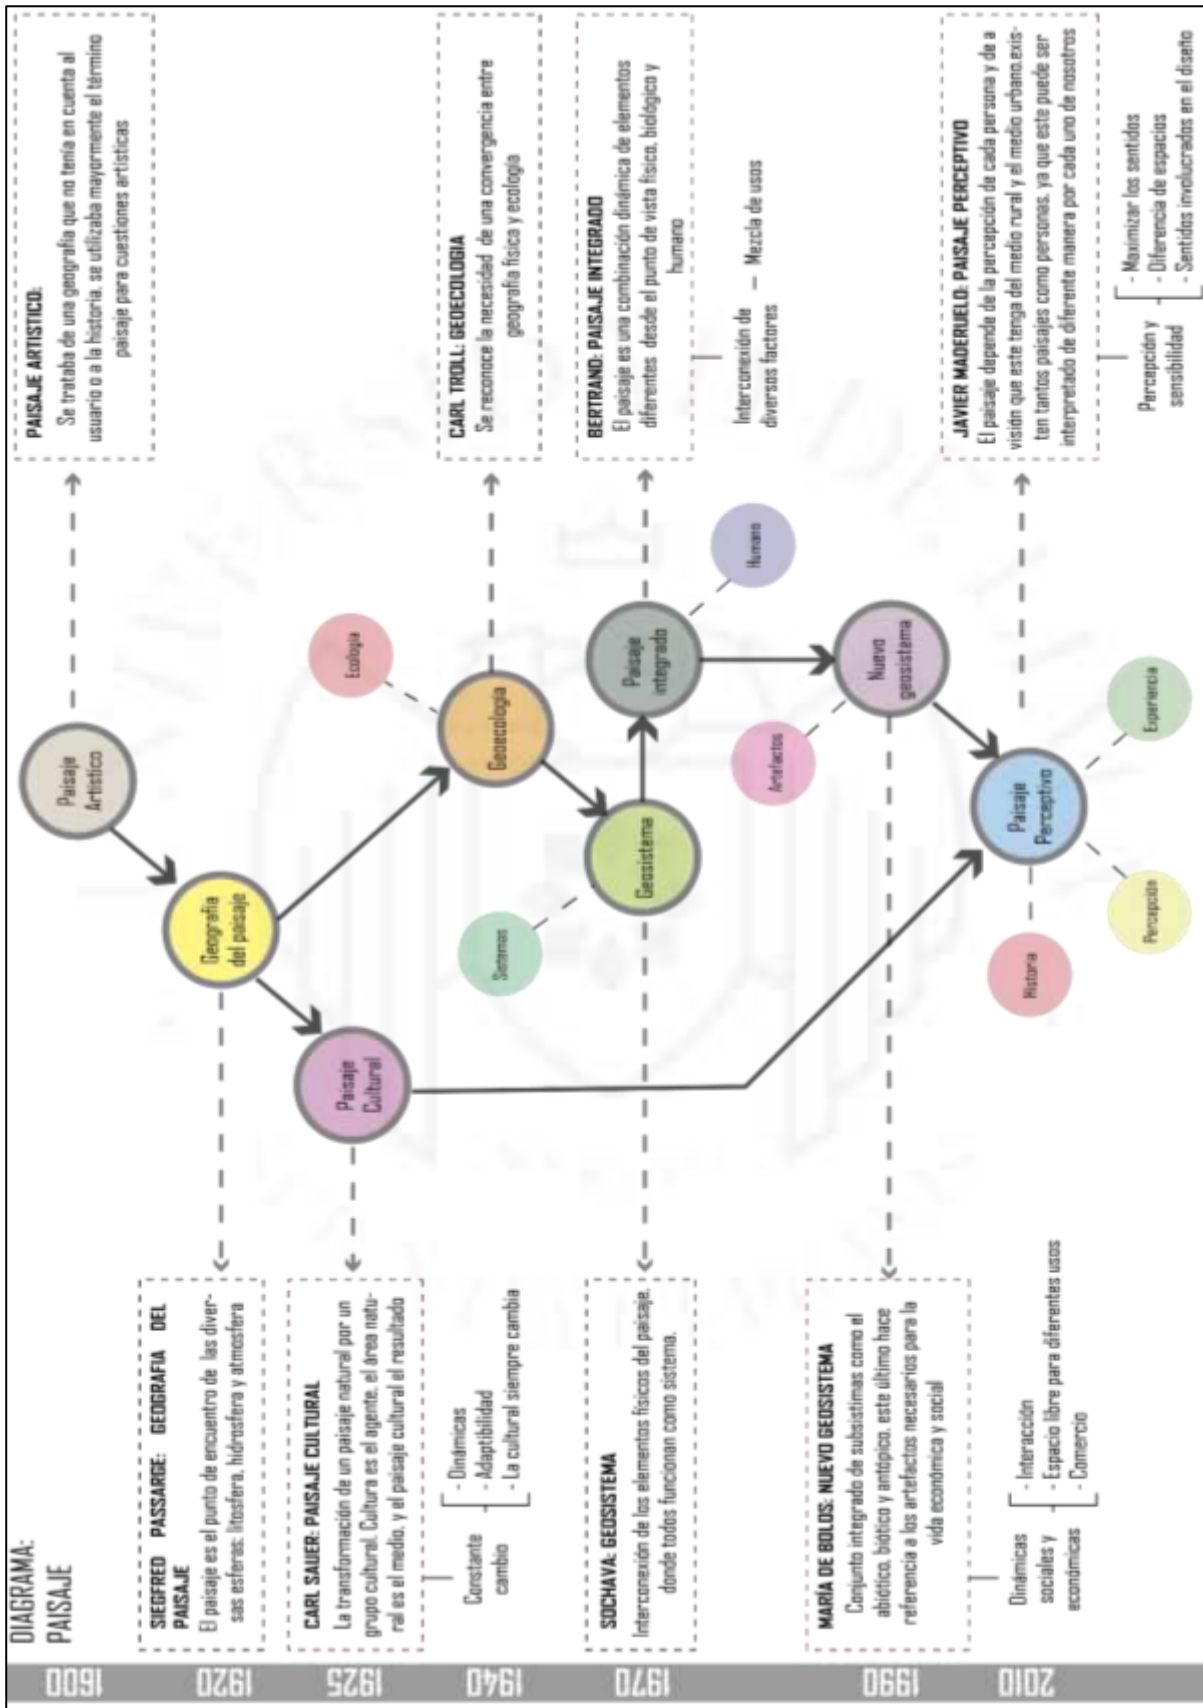 DIAGRAMA:
PAISAJE
1600
1920
1925
1940
1970
1990
2010
PAISAJE ARTISTICO:
Se trataba de una geografía que no tenía en cuenta al
usuario o a la historia, se utilizaba mayormente el término
paisaje para cuestiones artísticas
SIEGFRED PASSARGE: GEOGRAFIA DEL
PAISAJE
El paisaje es el punto de encuentro de las diver-
sas esferas: litosfera, hidrosfera y atmosfera
CARL SAUER: PAISAJE CULTURAL
La transformación de un paisaje natural por un
grupo cultural. Cultura es el agente, el área natu-
ral es el medio, y el paisaje cultural el resultado
Constante
cambio
- Dinámicas
- Adaptibilidad
- La cultural siempre cambia
CARL TROLL: GEOECOLOGIA
Se reconoce la necesidad de una convergencia entre
geografía física y ecología
SOCHAVA: GEOSISTEMA
Interconexión de los elementos físicos del paisaje,
donde todos funcionan como sistema.
BERTRAND: PAISAJE INTEGRADO
El paisaje es una combinación dinámica de elementos
diferentes desde el punto de vista físico, biológico y
humano
Interconexión de
diversos factores
— Mezcla de usos
MARÍA DE BOLOS: NUEVO GEOSISTEMA
Conjunto integrado de subsistimas como el
abiótico, biótico y antópico, este último hace
referencia a los artefactos necesarios para la
vida económica y social
Dinámicas
sociales y
económicas
- Interacción
- Espacio libre para diferentes usos
- Comercio
JAVIER MADERUELO: PAISAJE PERCEPTIVO
El paisaje depende de la percepción de cada persona y de a
visión que este tenga del medio rural y el medio urbano,exis-
ten tantos paisajes como personas, ya que este puede ser
interpretado de diferente manera por cada uno de nosotros
Percepción y
sensibilidad
- Maximizar los sentidos
- Diferencia de espacios
- Sentidos involucrados en el diseño
Paisaje
Artístico
Geografía
del paisaje
Paisaje
Cultural
Ecología
Geoecología
Sistemas
Geosistema
Paisaje
integrado
Humano
Artefactos
Nuevo
geosistema
Paisaje
Perceptivo
Historia
Percepción
Experiencia